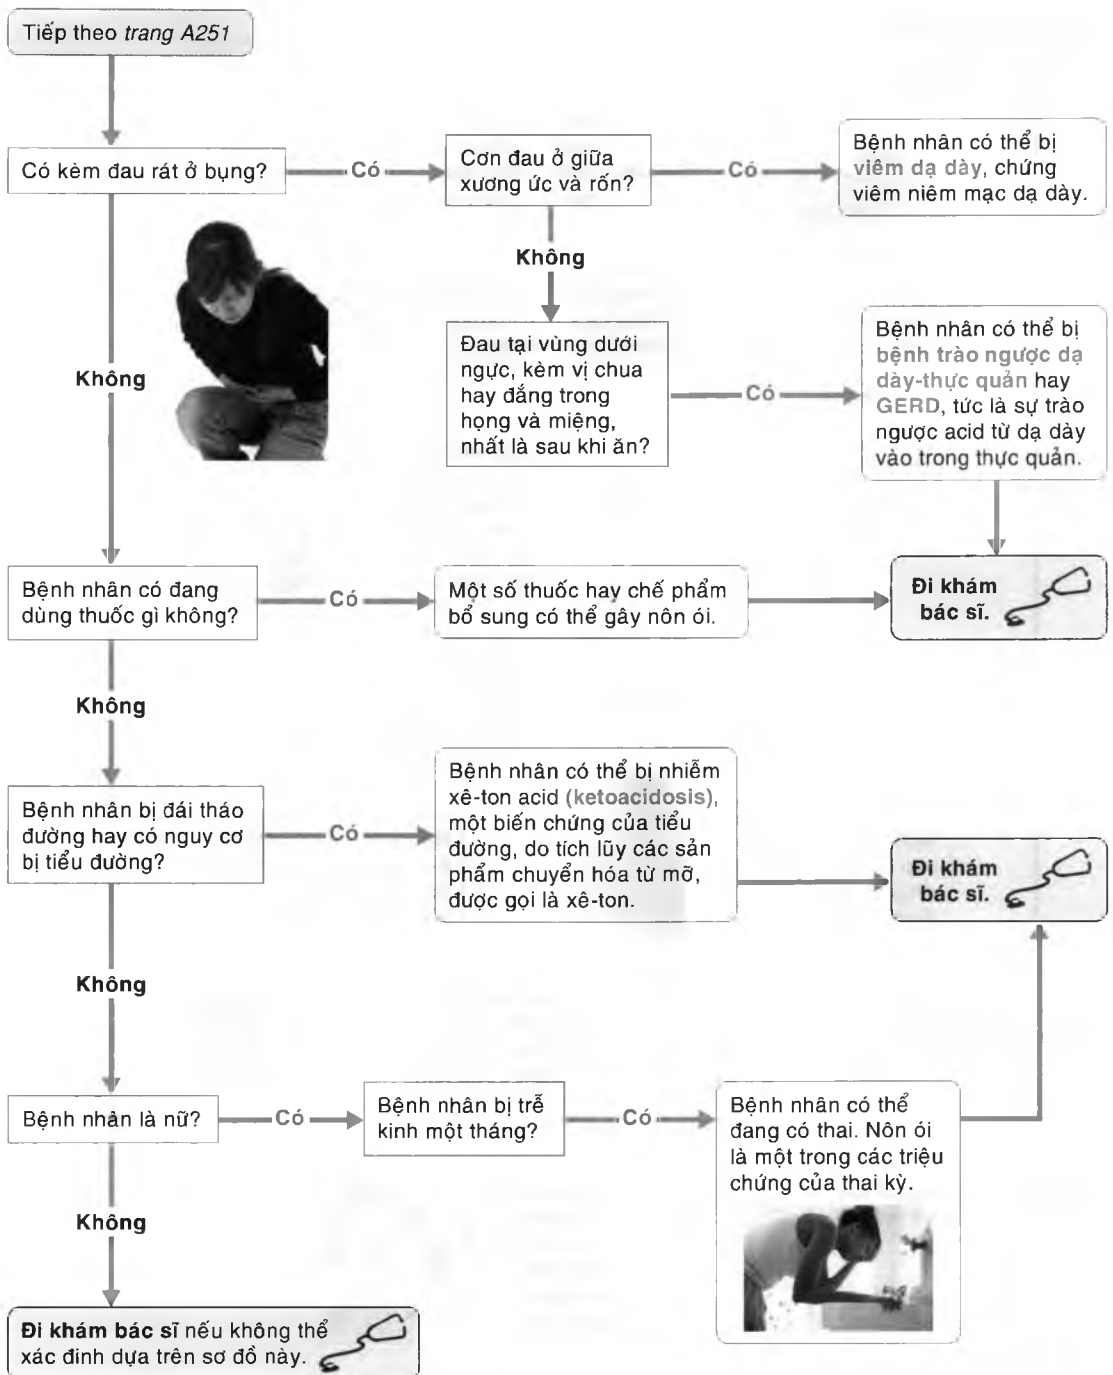 Tiếp theo trang A251
Có kèm đau rát ở bụng?
Có
Cơn đau ở giữa
xương ức và rốn?
Có
Bệnh nhân có thể bị
viêm dạ dày, chứng
viêm niêm mạc dạ dày.
Không
Không
Đau tại vùng dưới
ngực, kèm vị chua
hay đắng trong
họng và miệng,
nhất là sau khi ăn?
Có
Bệnh nhân có thể bị
bệnh trào ngược dạ
dày-thực quản hay
GERD, tức là sự trào
ngược acid từ dạ dày
vào trong thực quản.
Bệnh nhân có đang
dùng thuốc gì không?
Có
Một số thuốc hay chế phẩm
bổ sung có thể gây nôn ói.
Đi khám
bác sĩ.
Không
Bệnh nhân bị đái tháo
đường hay có nguy cơ
bị tiểu đường?
Có
Bệnh nhân có thể bị nhiễm
xê-ton acid (ketoacidosis),
một biến chứng của tiểu
đường, do tích lũy các sản
phẩm chuyển hóa từ mỡ,
được gọi là xê-ton.
Đi khám
bác sĩ.
Không
Bệnh nhân là nữ?
Có
Bệnh nhân bị trễ
kinh một tháng?
Có
Bệnh nhân có thể
đang có thai. Nôn ói
là một trong các triệu
chứng của thai kỳ.
Không
Đi khám bác sĩ nếu không thể
xác đinh dựa trên sơ đồ này.